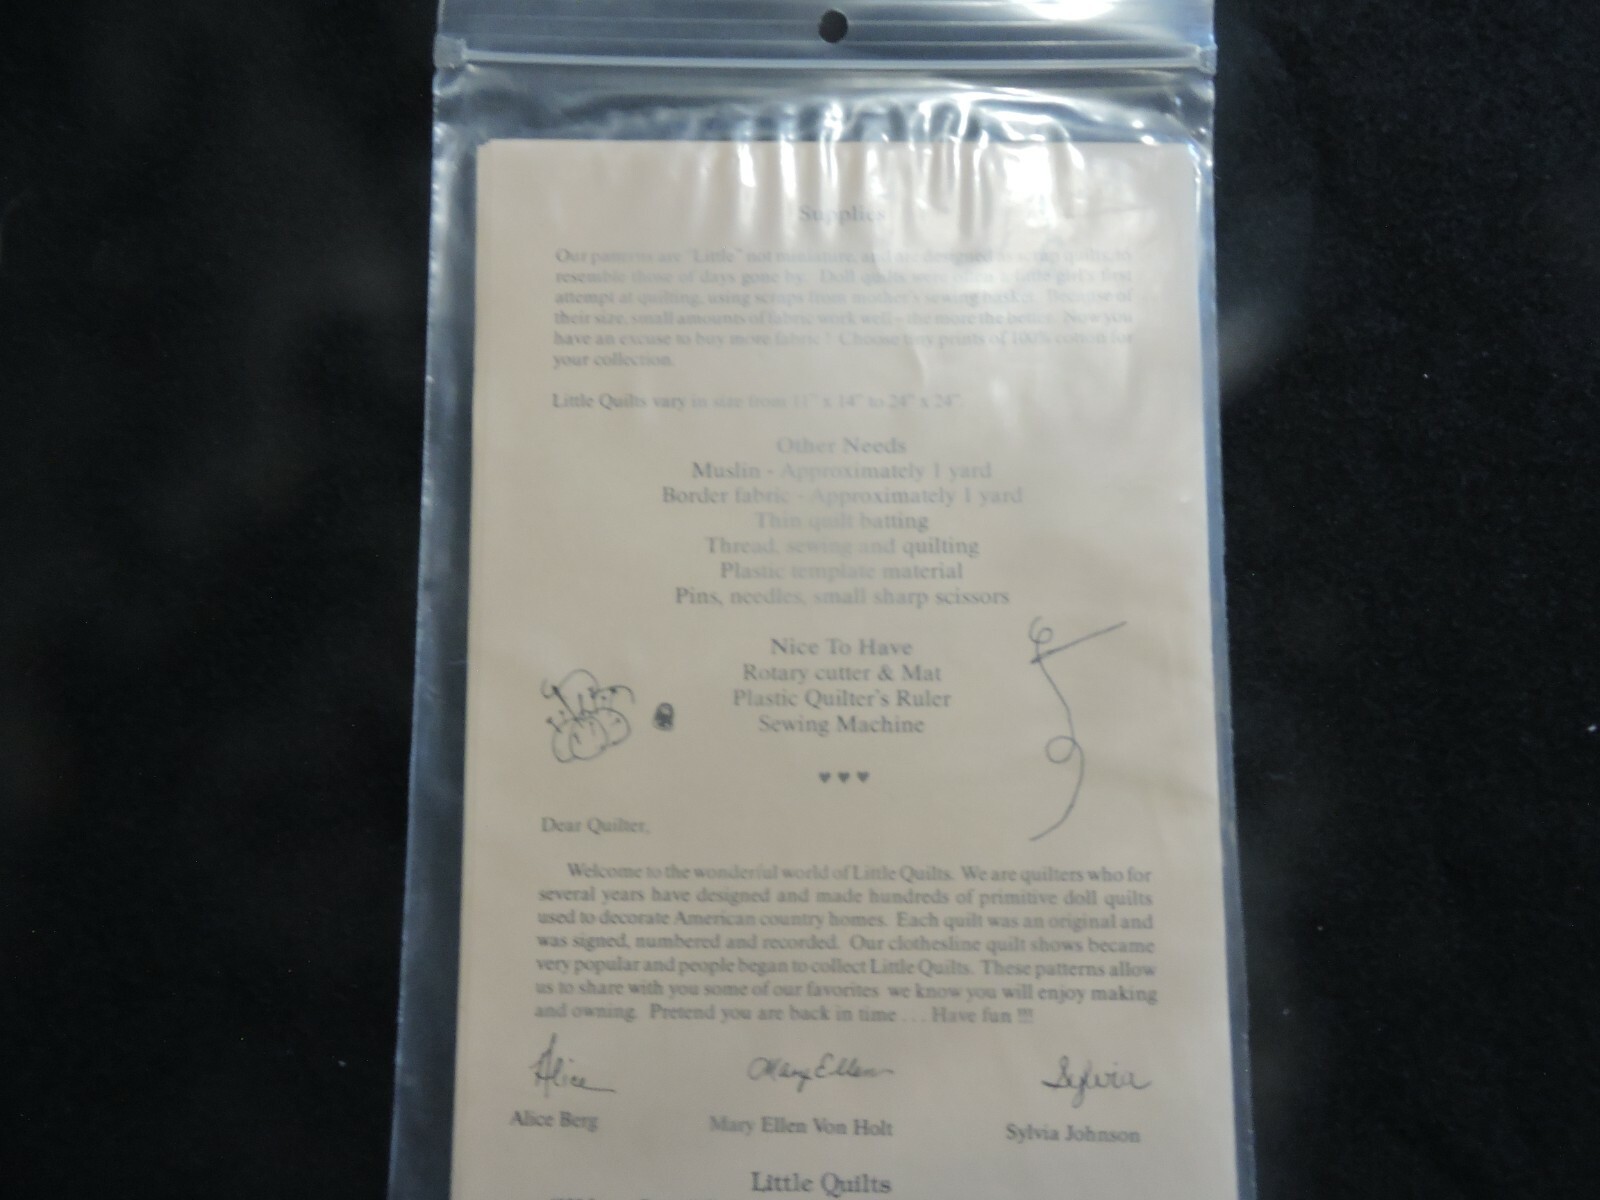 Supplies
Our patterns are "Little" not miniature, and are designed to scrap quilts, to
resemble those of days gone by. Doll quilts were often a little girl's first
attempt at quilting, using scraps from mother's sewing basket. Because of
their size, small amounts of fabric work well - the more the better. Now you
have an excuse to buy more fabric! Choose tiny prints of 100% cotton for
your collection.
Little Quilts vary in size from 11" x 14" to 24" x 24"
Other Needs
Muslin - Approximately 1 yard
Border fabric - Approximately 1 yard
Thin quilt batting
Thread, sewing and quilting
Plastic template material
Pins, needles, small sharp scissors
Nice To Have
Rotary cutter & Mat
Plastic Quilter's Ruler
Sewing Machine
♥ ♥ ♥
Dear Quilter,
Welcome to the wonderful world of Little Quilts. We are quilters who for
several years have designed and made hundreds of primitive doll quilts
used to decorate American country homes. Each quilt was an original and
was signed, numbered and recorded. Our clothesline quilt shows became
very popular and people began to collect Little Quilts. These patterns allow
us to share with you some of our favorites we know you will enjoy making
and owning. Pretend you are back in time . . . Have fun !!!
Alice Mary Ellen Sylvia
Alice Berg Mary Ellen Von Holt Sylvia Johnson
Little Quilts